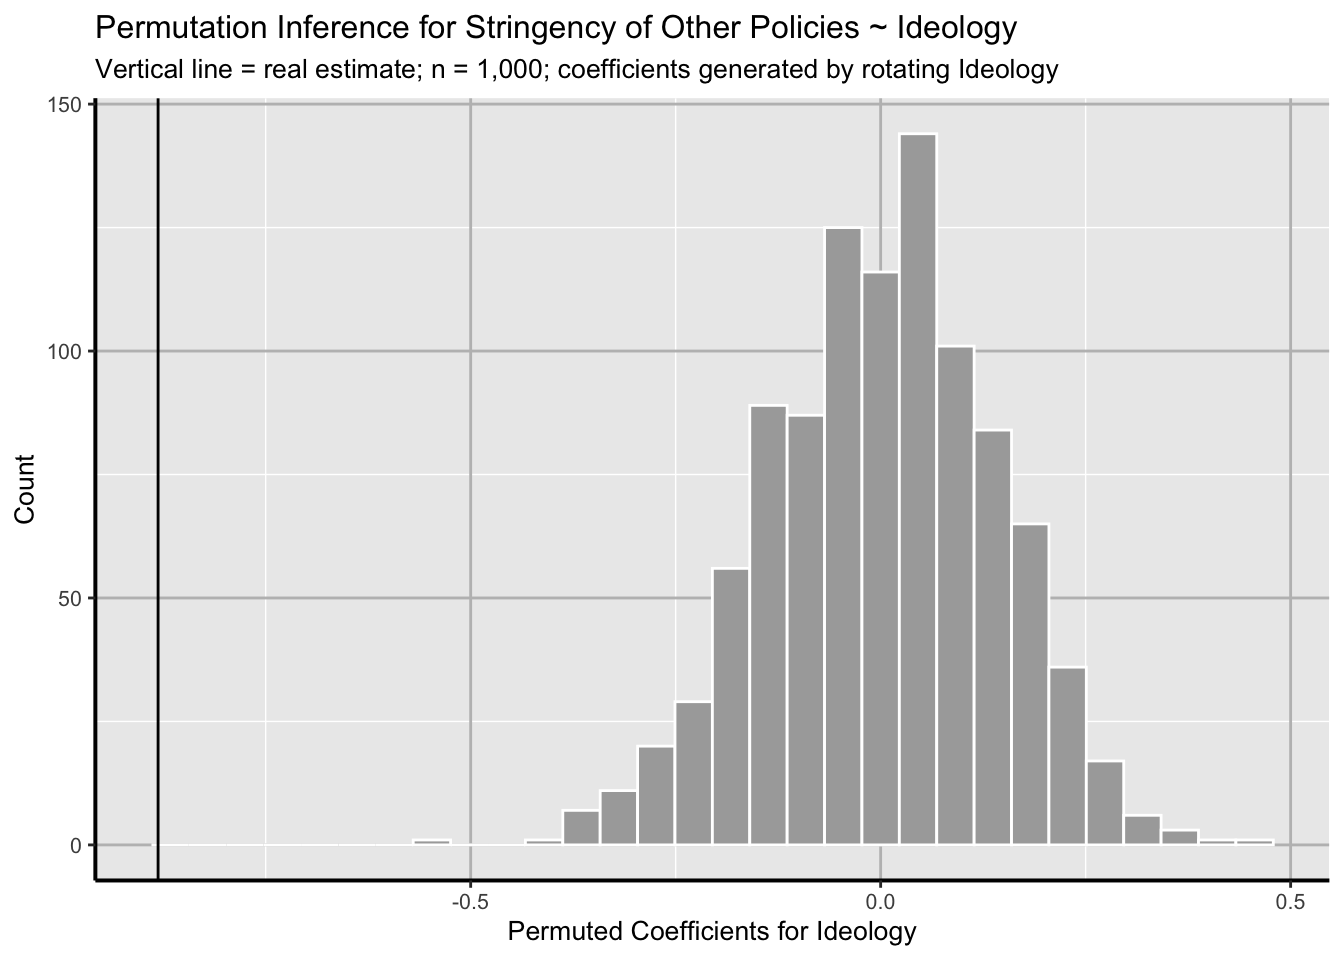 Permutation Inference for Stringency of Other Policies ~ Ideology
Vertical line = real estimate; n = 1,000; coefficients generated by rotating Ideology
150
100
50
0
Count
-0.5
0.0
0.5
Permuted Coefficients for Ideology